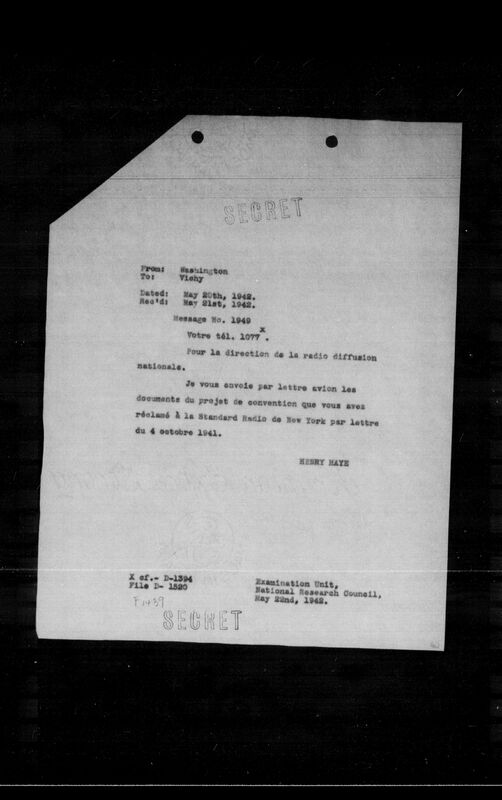 SECRET
From: Washington
To: Vichy
Dated: May 20th, 1942.
Rec'd: May 21st, 1942.
Message No. 1949
X
Votre tél. 1077 .
Pour la direction de la radio diffusion
nationale.
Je vous envoie par lettre avion les
documents du projet de convention que vous avez
réclamé à la Standard Radio de New York par lettre
du 4 octobre 1941.
HENRY HAYE
X cf.- D-1394
File D- 1520
F1439
Examination Unit,
National Research Council,
May 22nd, 1942.
SECRET